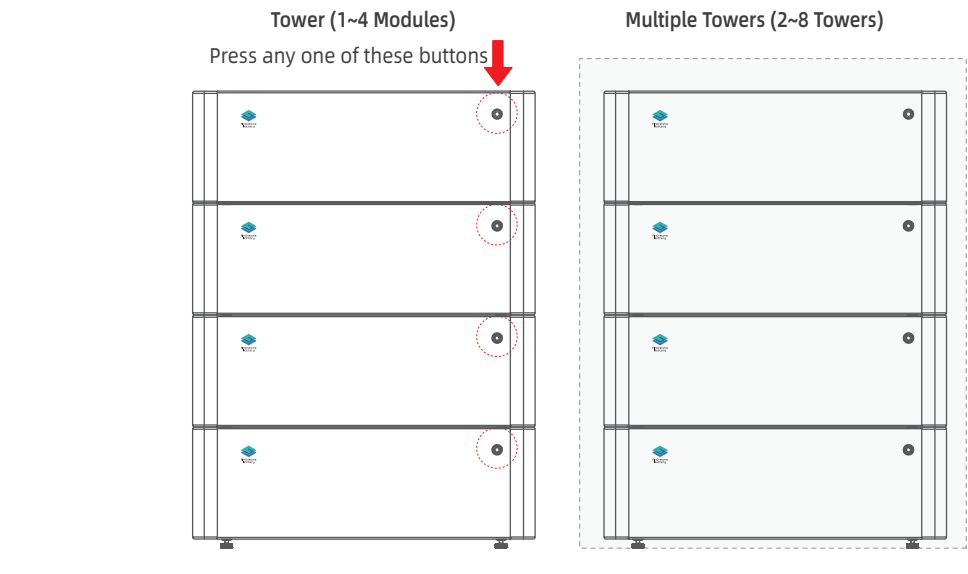 Tower (1~4 Modules)
Multiple Towers (2~8 Towers)
Press any one of these buttons